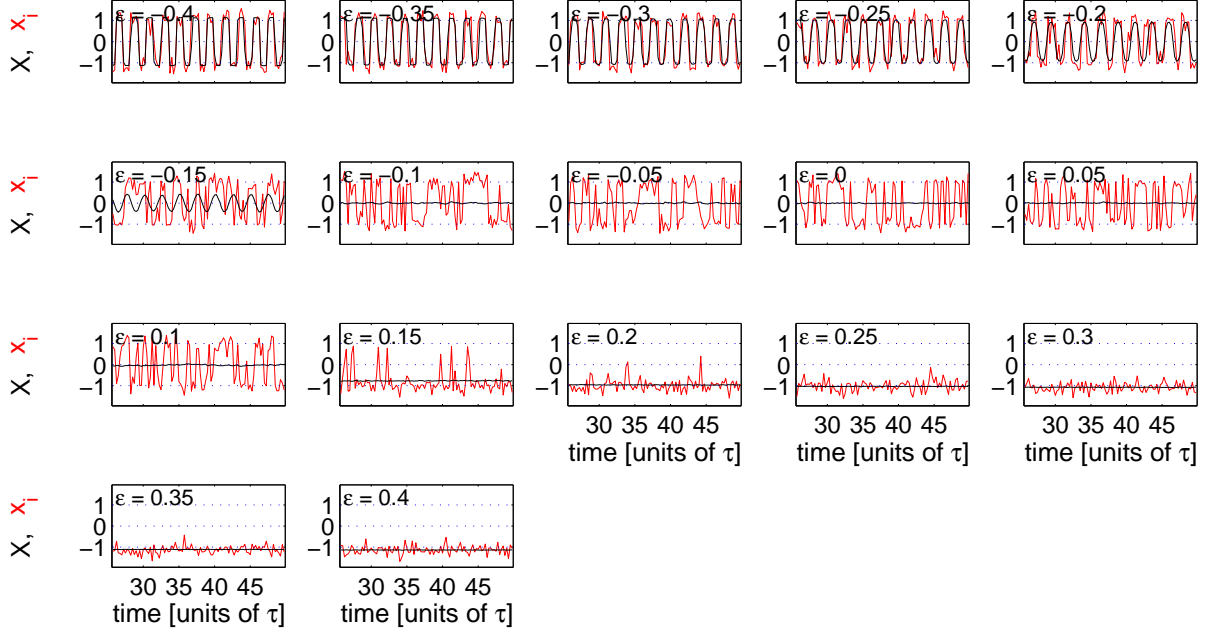 X, x_i
1
0
−1
ε = −0.4
1
0
−1
ε = −0.35
1
0
−1
ε = −0.3
1
0
−1
ε = −0.25
1
0
−1
ε = −0.2
X, x_i
1
0
−1
ε = −0.15
1
0
−1
ε = −0.1
1
0
−1
ε = −0.05
1
0
−1
ε = 0
1
0
−1
ε = 0.05
X, x_i
1
0
−1
ε = 0.1
1
0
−1
ε = 0.15
1
0
−1
ε = 0.2
30 35 40 45
time [units of τ]
1
0
−1
ε = 0.25
30 35 40 45
time [units of τ]
1
0
−1
ε = 0.3
30 35 40 45
time [units of τ]
X, x_i
1
0
−1
ε = 0.35
30 35 40 45
time [units of τ]
1
0
−1
ε = 0.4
30 35 40 45
time [units of τ]